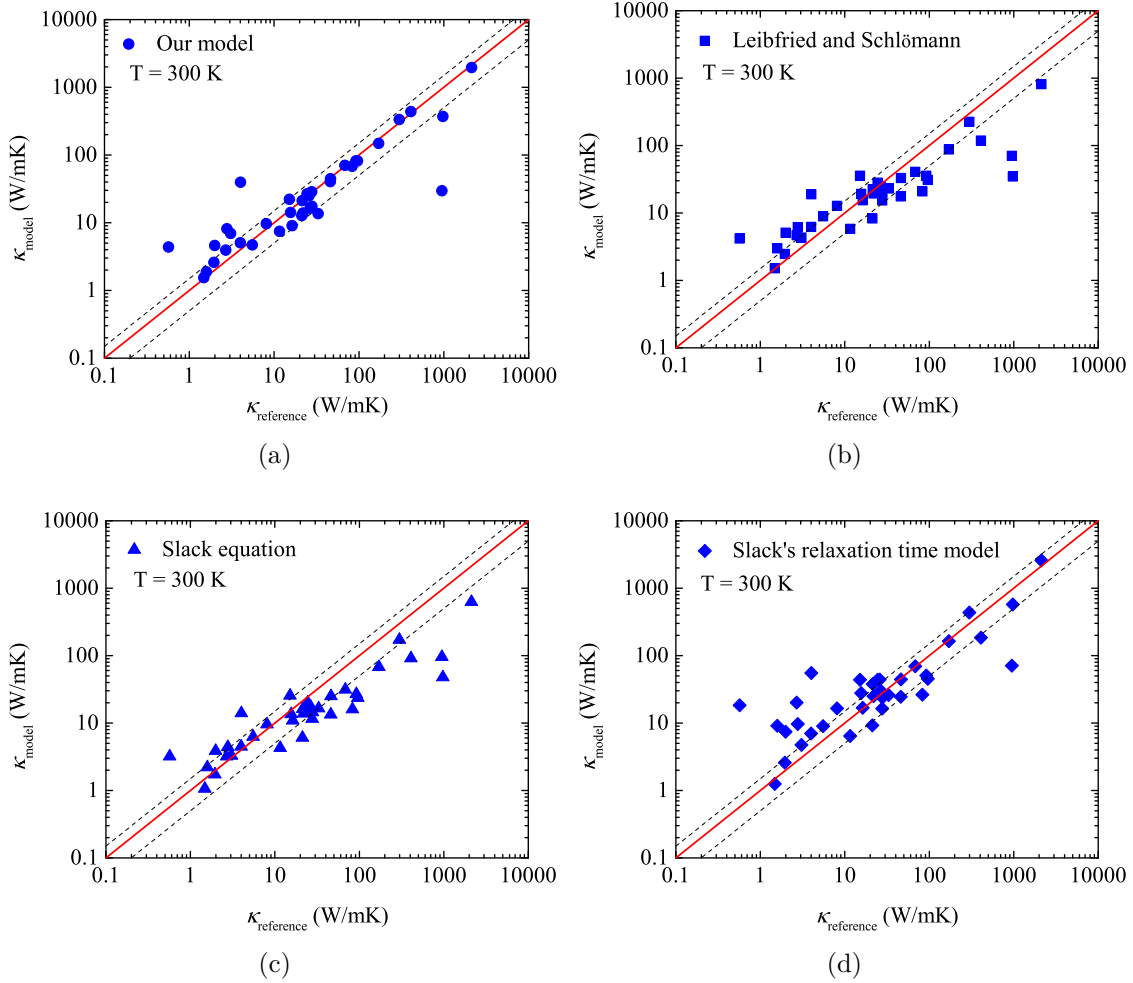 10000
Our model
T = 300 K
1000
100
10
1
0.1
κmodel (W/mK)
0.1 1 10 100 1000 10000
κreference (W/mK)
(a)
10000
Leibfried and Schlömann
T = 300 K
1000
100
10
1
0.1
κmodel (W/mK)
0.1 1 10 100 1000 10000
κreference (W/mK)
(b)
10000
Slack equation
T = 300 K
1000
100
10
1
0.1
κmodel (W/mK)
0.1 1 10 100 1000 10000
κreference (W/mK)
(c)
10000
Slack's relaxation time model
T = 300 K
1000
100
10
1
0.1
κmodel (W/mK)
0.1 1 10 100 1000 10000
κreference (W/mK)
(d)